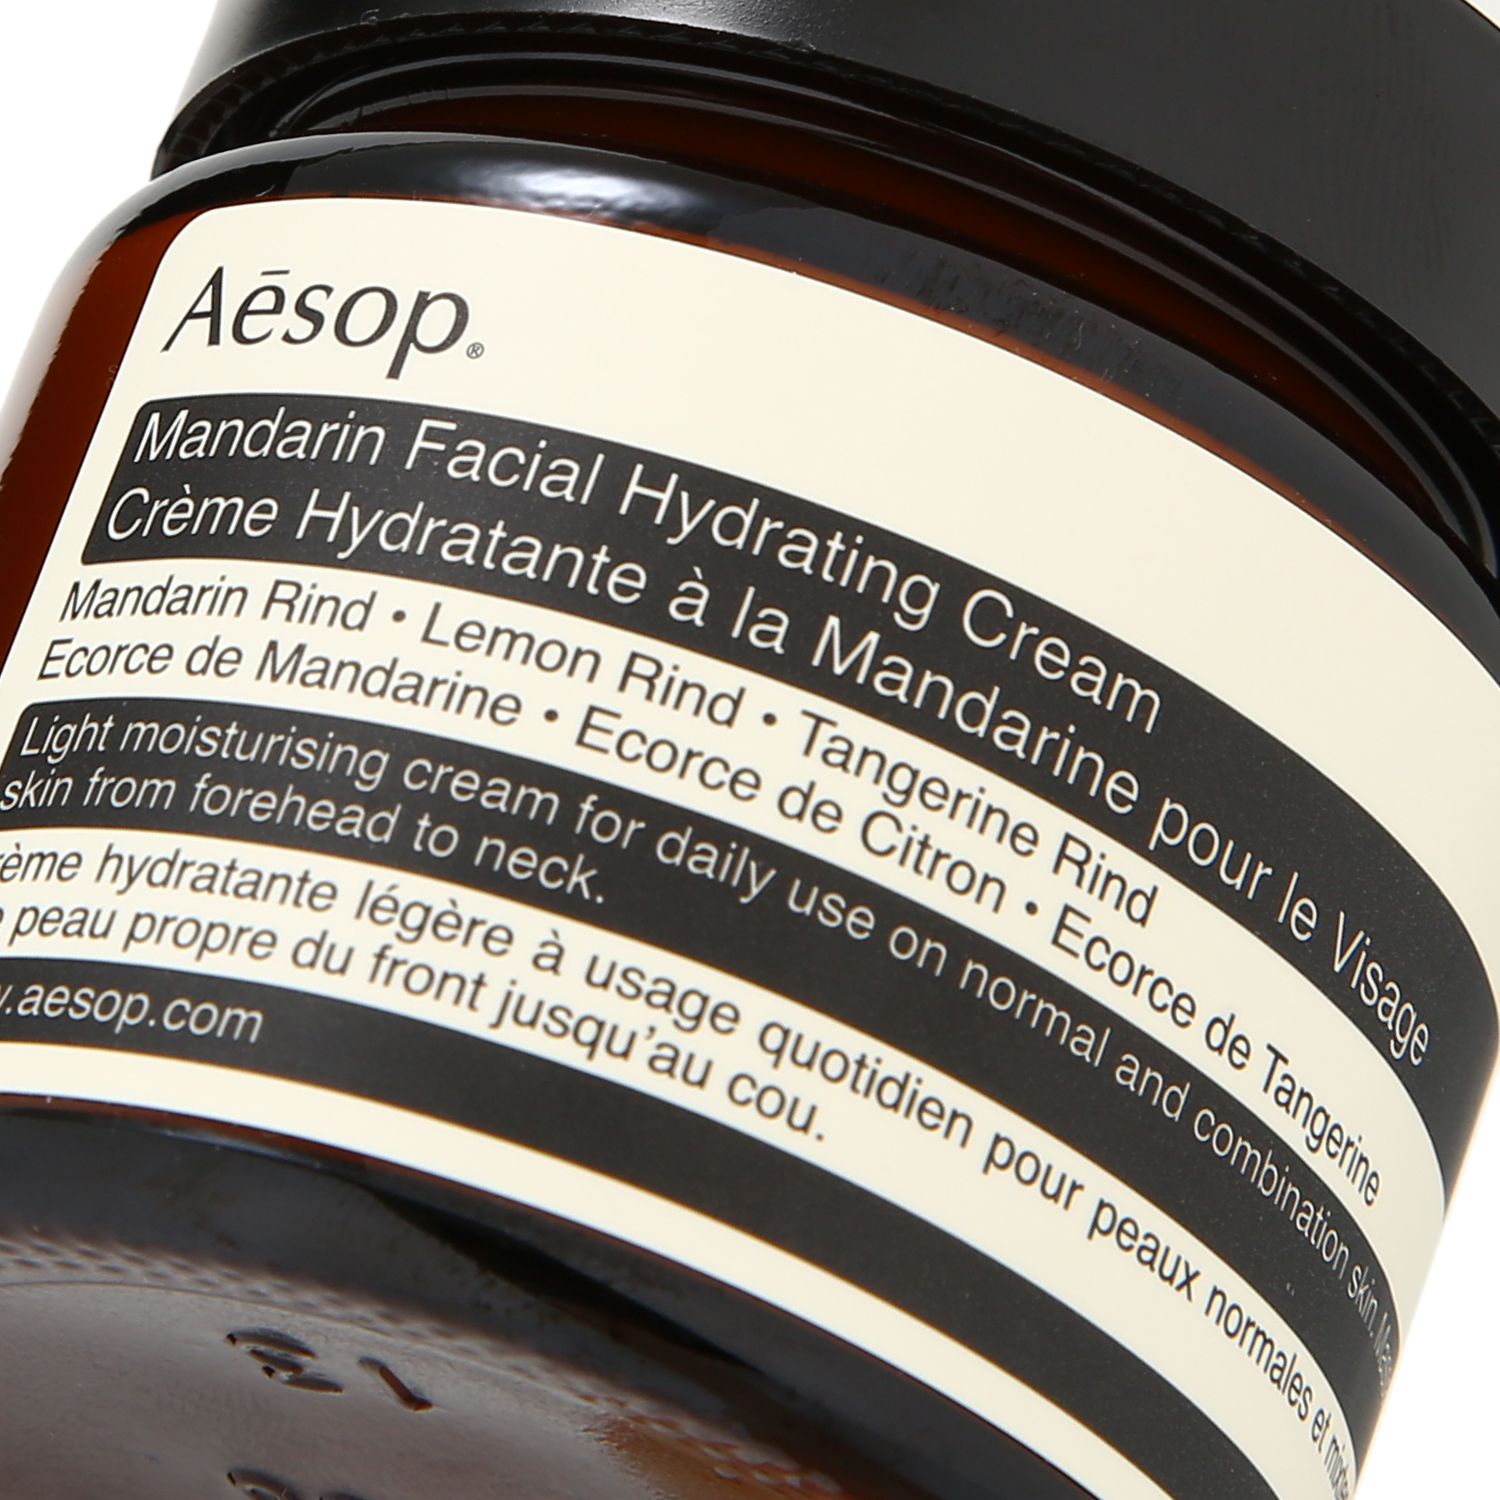 Aēsop®
Mandarin Facial Hydrating Cream
Crème Hydratante à la Mandarine pour le Visage
Mandarin Rind • Lemon Rind • Tangerine Rind
Ecorce de Mandarine • Ecorce de Citron • Ecorce de Tangerine
Light moisturising cream for daily use on normal and combination skin.
skin from forehead to neck.
hydratante légère à usage quotidien pour peaux normales et
peau propre du front jusqu'au cou.
.aesop.com